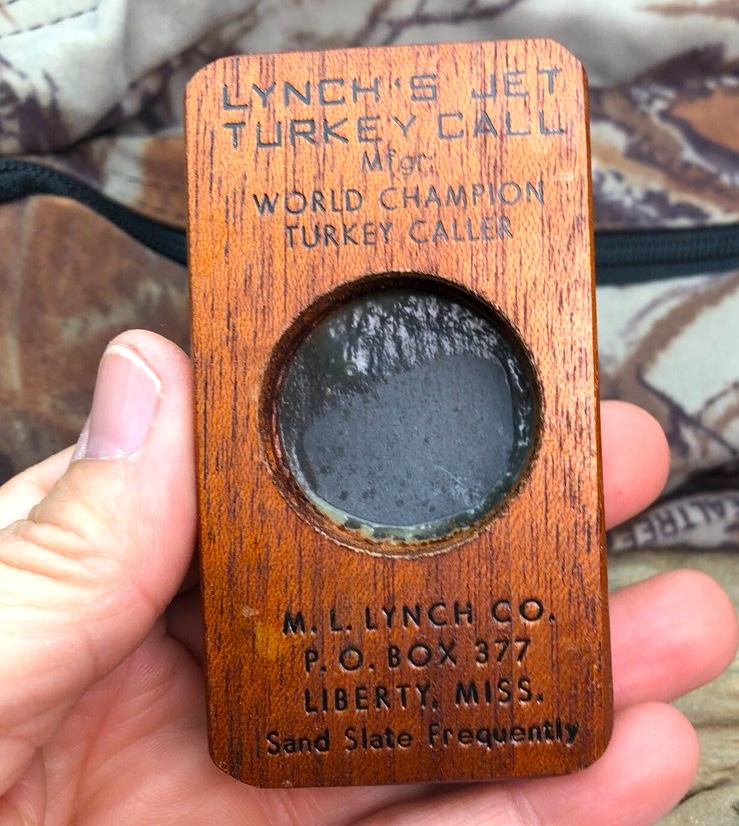 LYNCH'S JET
TURKEY CALL
Mfgr.
WORLD CHAMPION
TURKEY CALLER
M. L. LYNCH CO.
P. O. BOX 377
LIBERTY, MISS.
Sand Slate Frequently